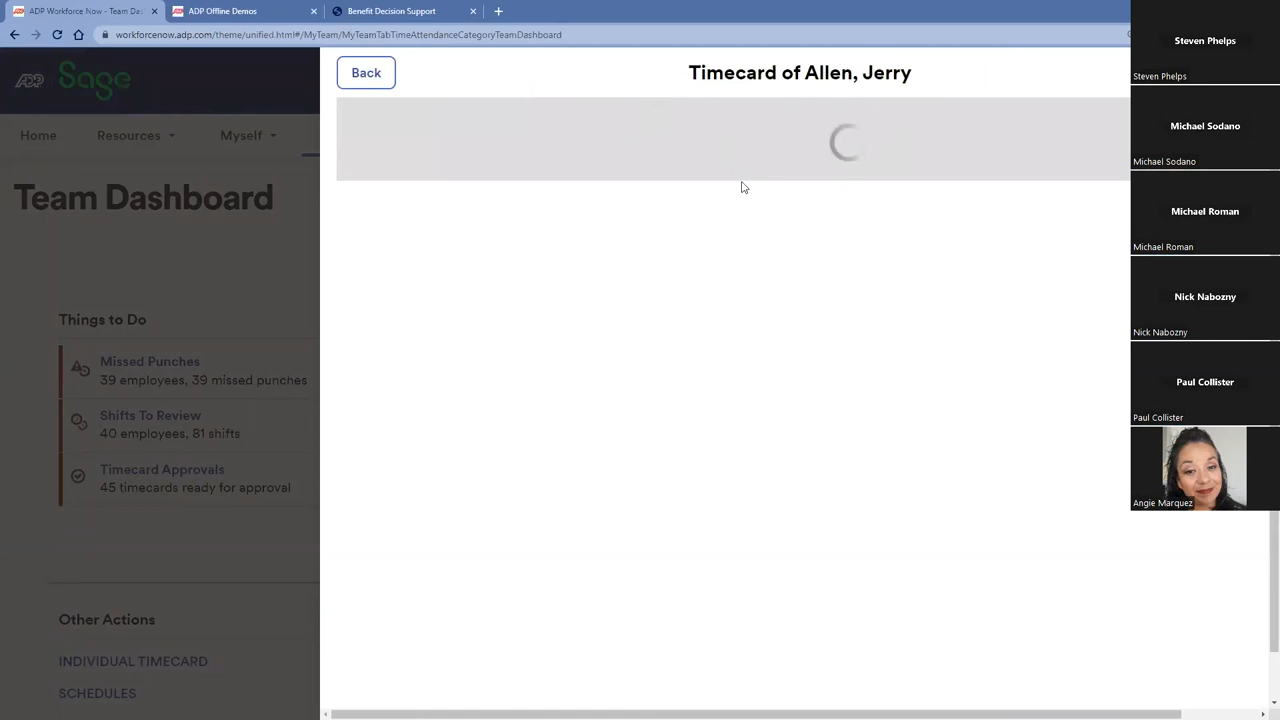 ADP Workforce Now - Team Das
ADP Offline Demos
Benefit Decision Support
workforcenow.adp.com/theme/unified.html#/MyTeam/MyTeamTabTimeAttendanceCategoryTeamDashboard
ADP
Sage
Home
Resources
Myself
Team Dashboard
Things to Do
Missed Punches
39 employees, 39 missed punches
Shifts To Review
40 employees, 81 shifts
Timecard Approvals
45 timecards ready for approval
Other Actions
INDIVIDUAL TIMECARD
SCHEDULES
Back
Timecard of Allen, Jerry
Steven Phelps
Steven Phelps
Michael Sodano
Michael Sodano
Michael Roman
Michael Roman
Nick Nabozny
Nick Nabozny
Paul Collister
Paul Collister
Angie Marquez